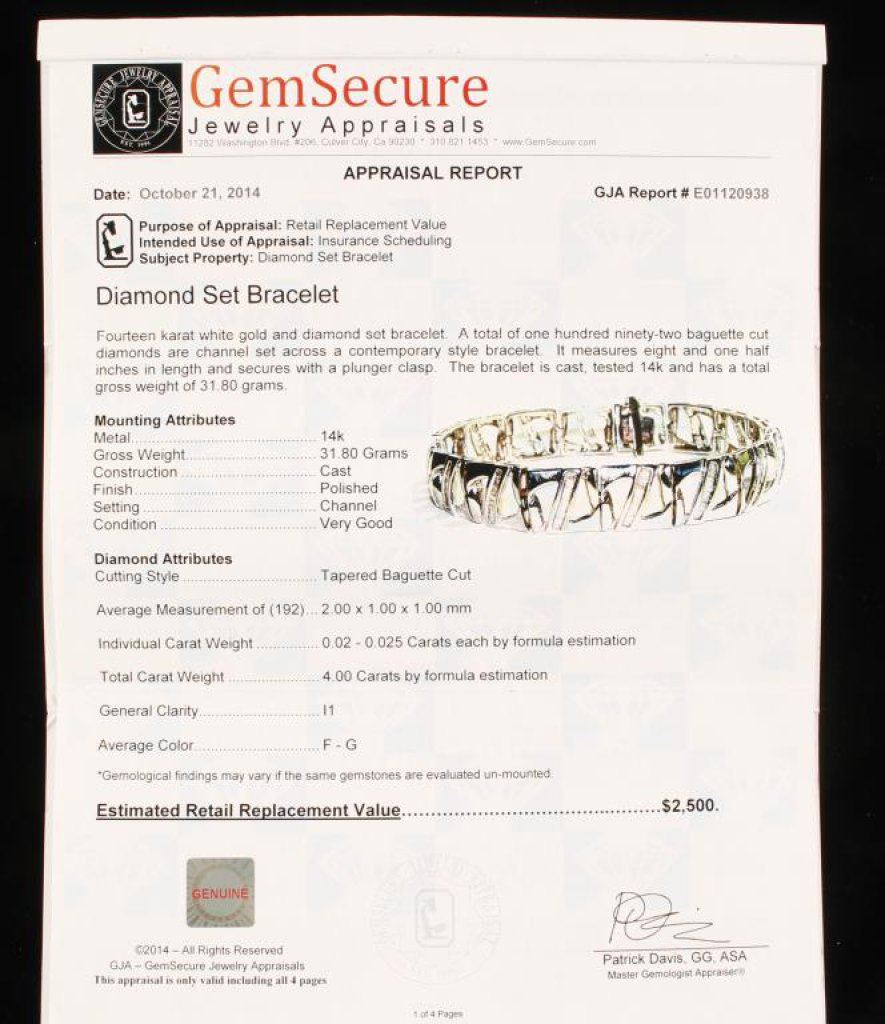 GEMSECURE JEWELRY APPRAISAL
EST. 1991
GemSecure
Jewelry Appraisals
11282 Washington Blvd. #206, Culver City, Ca 90230 * 310 821 1453 * www.GemSecure.com
APPRAISAL REPORT
Date: October 21, 2014
GJA Report # E01120938
Purpose of Appraisal: Retail Replacement Value
Intended Use of Appraisal: Insurance Scheduling
Subject Property: Diamond Set Bracelet
Diamond Set Bracelet
Fourteen karat white gold and diamond set bracelet. A total of one hundred ninety-two baguette cut
diamonds are channel set across a contemporary style bracelet. It measures eight and one half
inches in length and secures with a plunger clasp. The bracelet is cast, tested 14k and has a total
gross weight of 31.80 grams.
Mounting Attributes
Metal................................................ 14k
Gross Weight................................. 31.80 Grams
Construction ................................... Cast
Finish .............................................. Polished
Setting ............................................. Channel
Condition ........................................ Very Good
Diamond Attributes
Cutting Style ................................... Tapered Baguette Cut
Average Measurement of (192)... 2.00 x 1.00 x 1.00 mm
Individual Carat Weight ................ 0.02 - 0.025 Carats each by formula estimation
Total Carat Weight ....................... 4.00 Carats by formula estimation
General Clarity............................... I1
Average Color................................ F - G
*Gemological findings may vary if the same gemstones are evaluated un-mounted.
Estimated Retail Replacement Value..............................................$2,500.
GENUINE
©2014 – All Rights Reserved
GJA – GemSecure Jewelry Appraisals
This appraisal is only valid including all 4 pages
Patrick Davis, GG, ASA
Master Gemologist Appraiser®
1 of 4 Pages